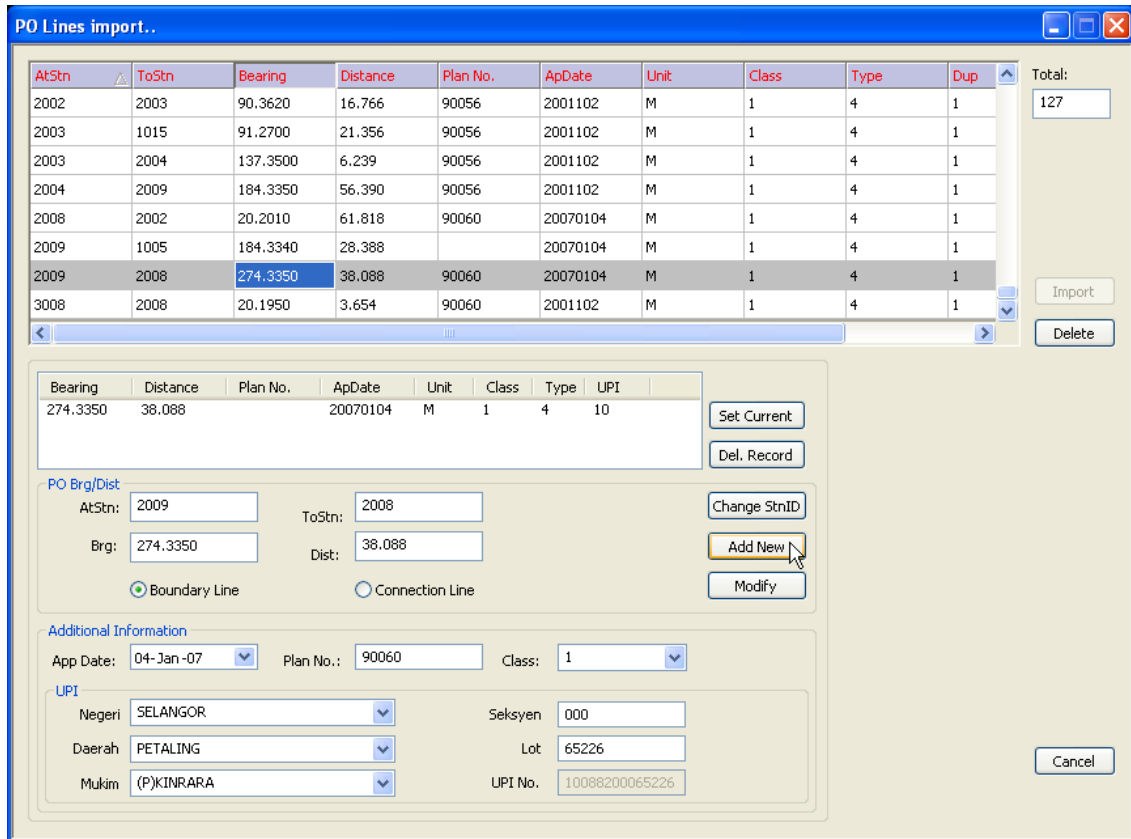 PO Lines import..
AtStn ToStn Bearing Distance Plan No. ApDate Unit Class Type Dup
2002 2003 90.3620 16.766 90056 2001102 M 1 4 1
2003 1015 91.2700 21.356 90056 2001102 M 1 4 1
2003 2004 137.3500 6.239 90056 2001102 M 1 4 1
2004 2009 184.3350 56.390 90056 2001102 M 1 4 1
2008 2002 20.2010 61.818 90060 20070104 M 1 4 1
2009 1005 184.3340 28.388 20070104 M 1 4 1
2009 2008 274.3350 38.088 90060 20070104 M 1 4 1
3008 2008 20.1950 3.654 90060 2001102 M 1 4 1
Total:
127
Import
Delete
Bearing Distance Plan No. ApDate Unit Class Type UPI
274.3350 38.088 20070104 M 1 4 10
Set Current
Del. Record
PO Brg/Dist
AtStn: 2009 ToStn: 2008 Change StnID
Brg: 274.3350 Dist: 38.088 Add New
Boundary Line Connection Line Modify
Additional Information
App Date: 04-Jan-07 Plan No.: 90060 Class: 1
UPI
Negeri SELANGOR Seksyen 000
Daerah PETALING Lot 65226
Mukim (P)KINRARA UPI No. 10088200065226
Cancel